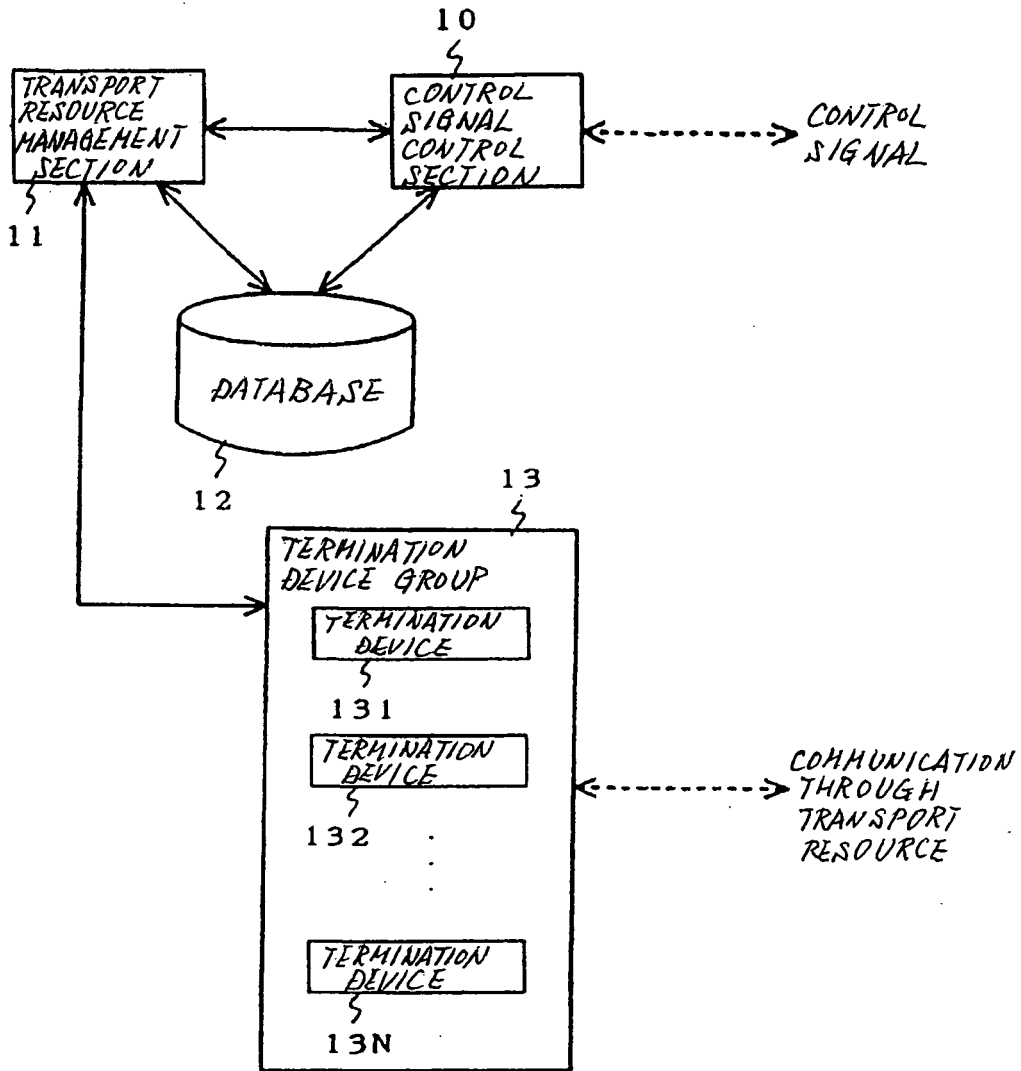 10
TRANSPORT
RESOURCE
MANAGEMENT
SECTION
CONTROL
SIGNAL
CONTROL
SECTION
CONTROL
SIGNAL
11
DATABASE
12
13
TERMINATION
DEVICE GROUP
TERMINATION
DEVICE
131
TERMINATION
DEVICE
132
COMMUNICATION
THROUGH
TRANSPORT
RESOURCE
TERMINATION
DEVICE
13N